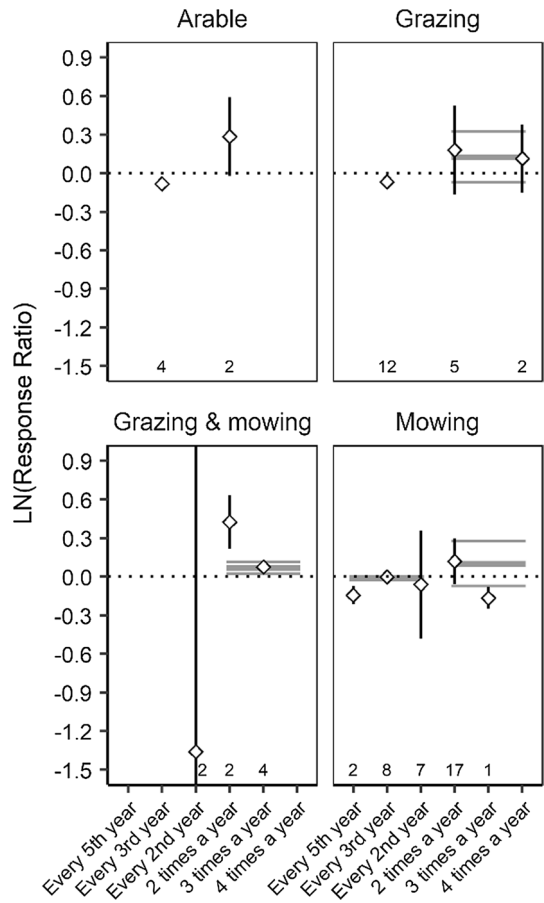 Arable
Grazing
0.9
0.6
0.3
0.0
-0.3
-0.6
-0.9
-1.2
-1.5
4
2
12
5
2
LN(Response Ratio)
Grazing & mowing
Mowing
0.9
0.6
0.3
0.0
-0.3
-0.6
-0.9
-1.2
-1.5
2
2
4
2
8
7
17
1
Every 5th year
Every 3rd year
Every 2nd year
2 times a year
3 times a year
4 times a year
Every 5th year
Every 3rd year
Every 2nd year
2 times a year
3 times a year
4 times a year